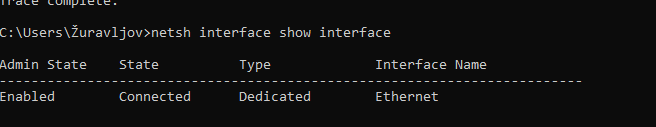 Trace complete.
C:\Users\Žuravljov>netsh interface show interface
Admin State    State          Type             Interface Name
-------------------------------------------------------------------------
Enabled        Connected      Dedicated        Ethernet